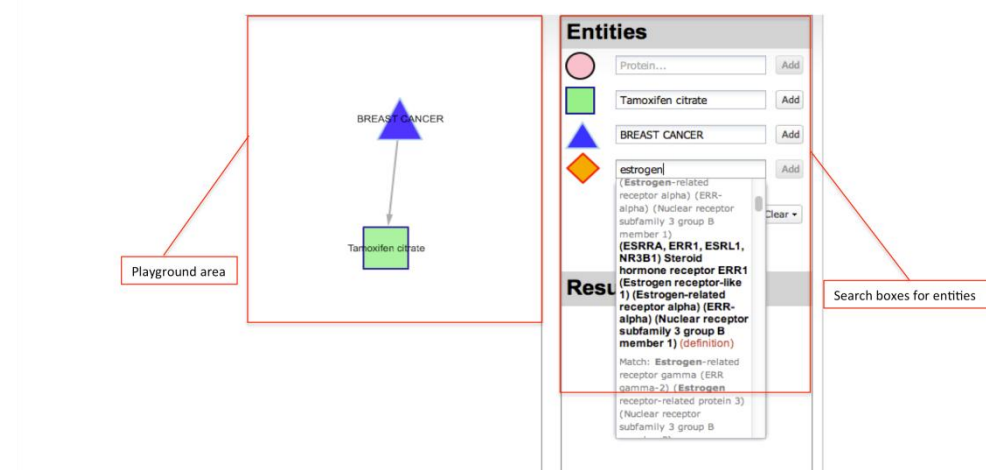 BREAST CANCER
Tamoxifen citrate
Playground area
Entities
Protein...
Add
Tamoxifen citrate
Add
BREAST CANCER
Add
estrogen
Add
(Estrogen-related
receptor alpha) (ERR-
alpha) (Nuclear receptor
subfamily 3 group B
member 1)
(ESRRA, ERR1, ESRL1,
NR3B1) Steroid
hormone receptor ERR1
(Estrogen receptor-like
1) (Estrogen-related
receptor alpha) (ERR-
alpha) (Nuclear receptor
subfamily 3 group B
member 1) (definition)
Match: Estrogen-related
receptor gamma (ERR
gamma-2) (Estrogen
receptor-related protein 3)
(Nuclear receptor
subfamily 3 group B
Clear
Resu
Search boxes for entities